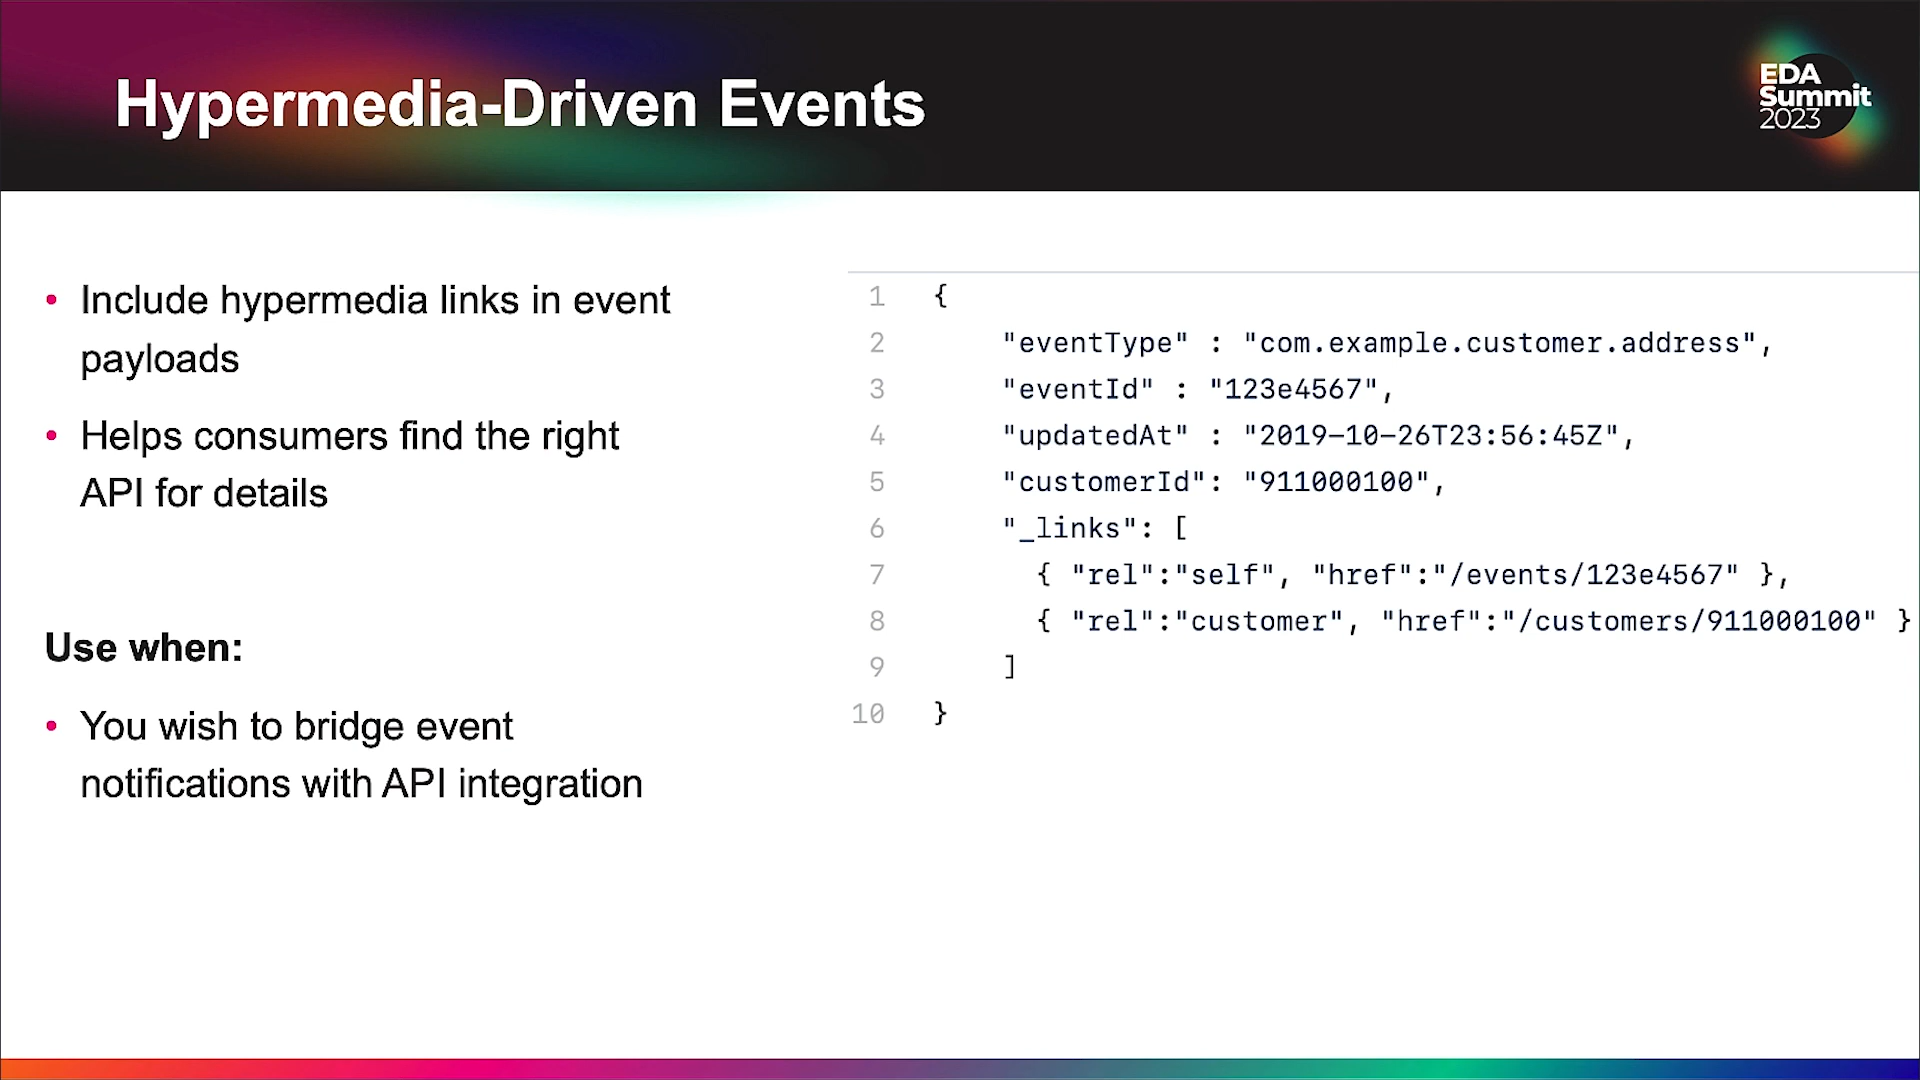 Hypermedia-Driven Events
EDA
Summit
2023
• Include hypermedia links in event
payloads
• Helps consumers find the right
API for details
Use when:
• You wish to bridge event
notifications with API integration
1 {
2 "eventType" : "com.example.customer.address",
3 "eventId" : "123e4567",
4 "updatedAt" : "2019-10-26T23:56:45Z",
5 "customerId": "911000100",
6 "_links": [
7 { "rel":"self", "href":"/events/123e4567" },
8 { "rel":"customer", "href":"/customers/911000100" }
9 ]
10 }